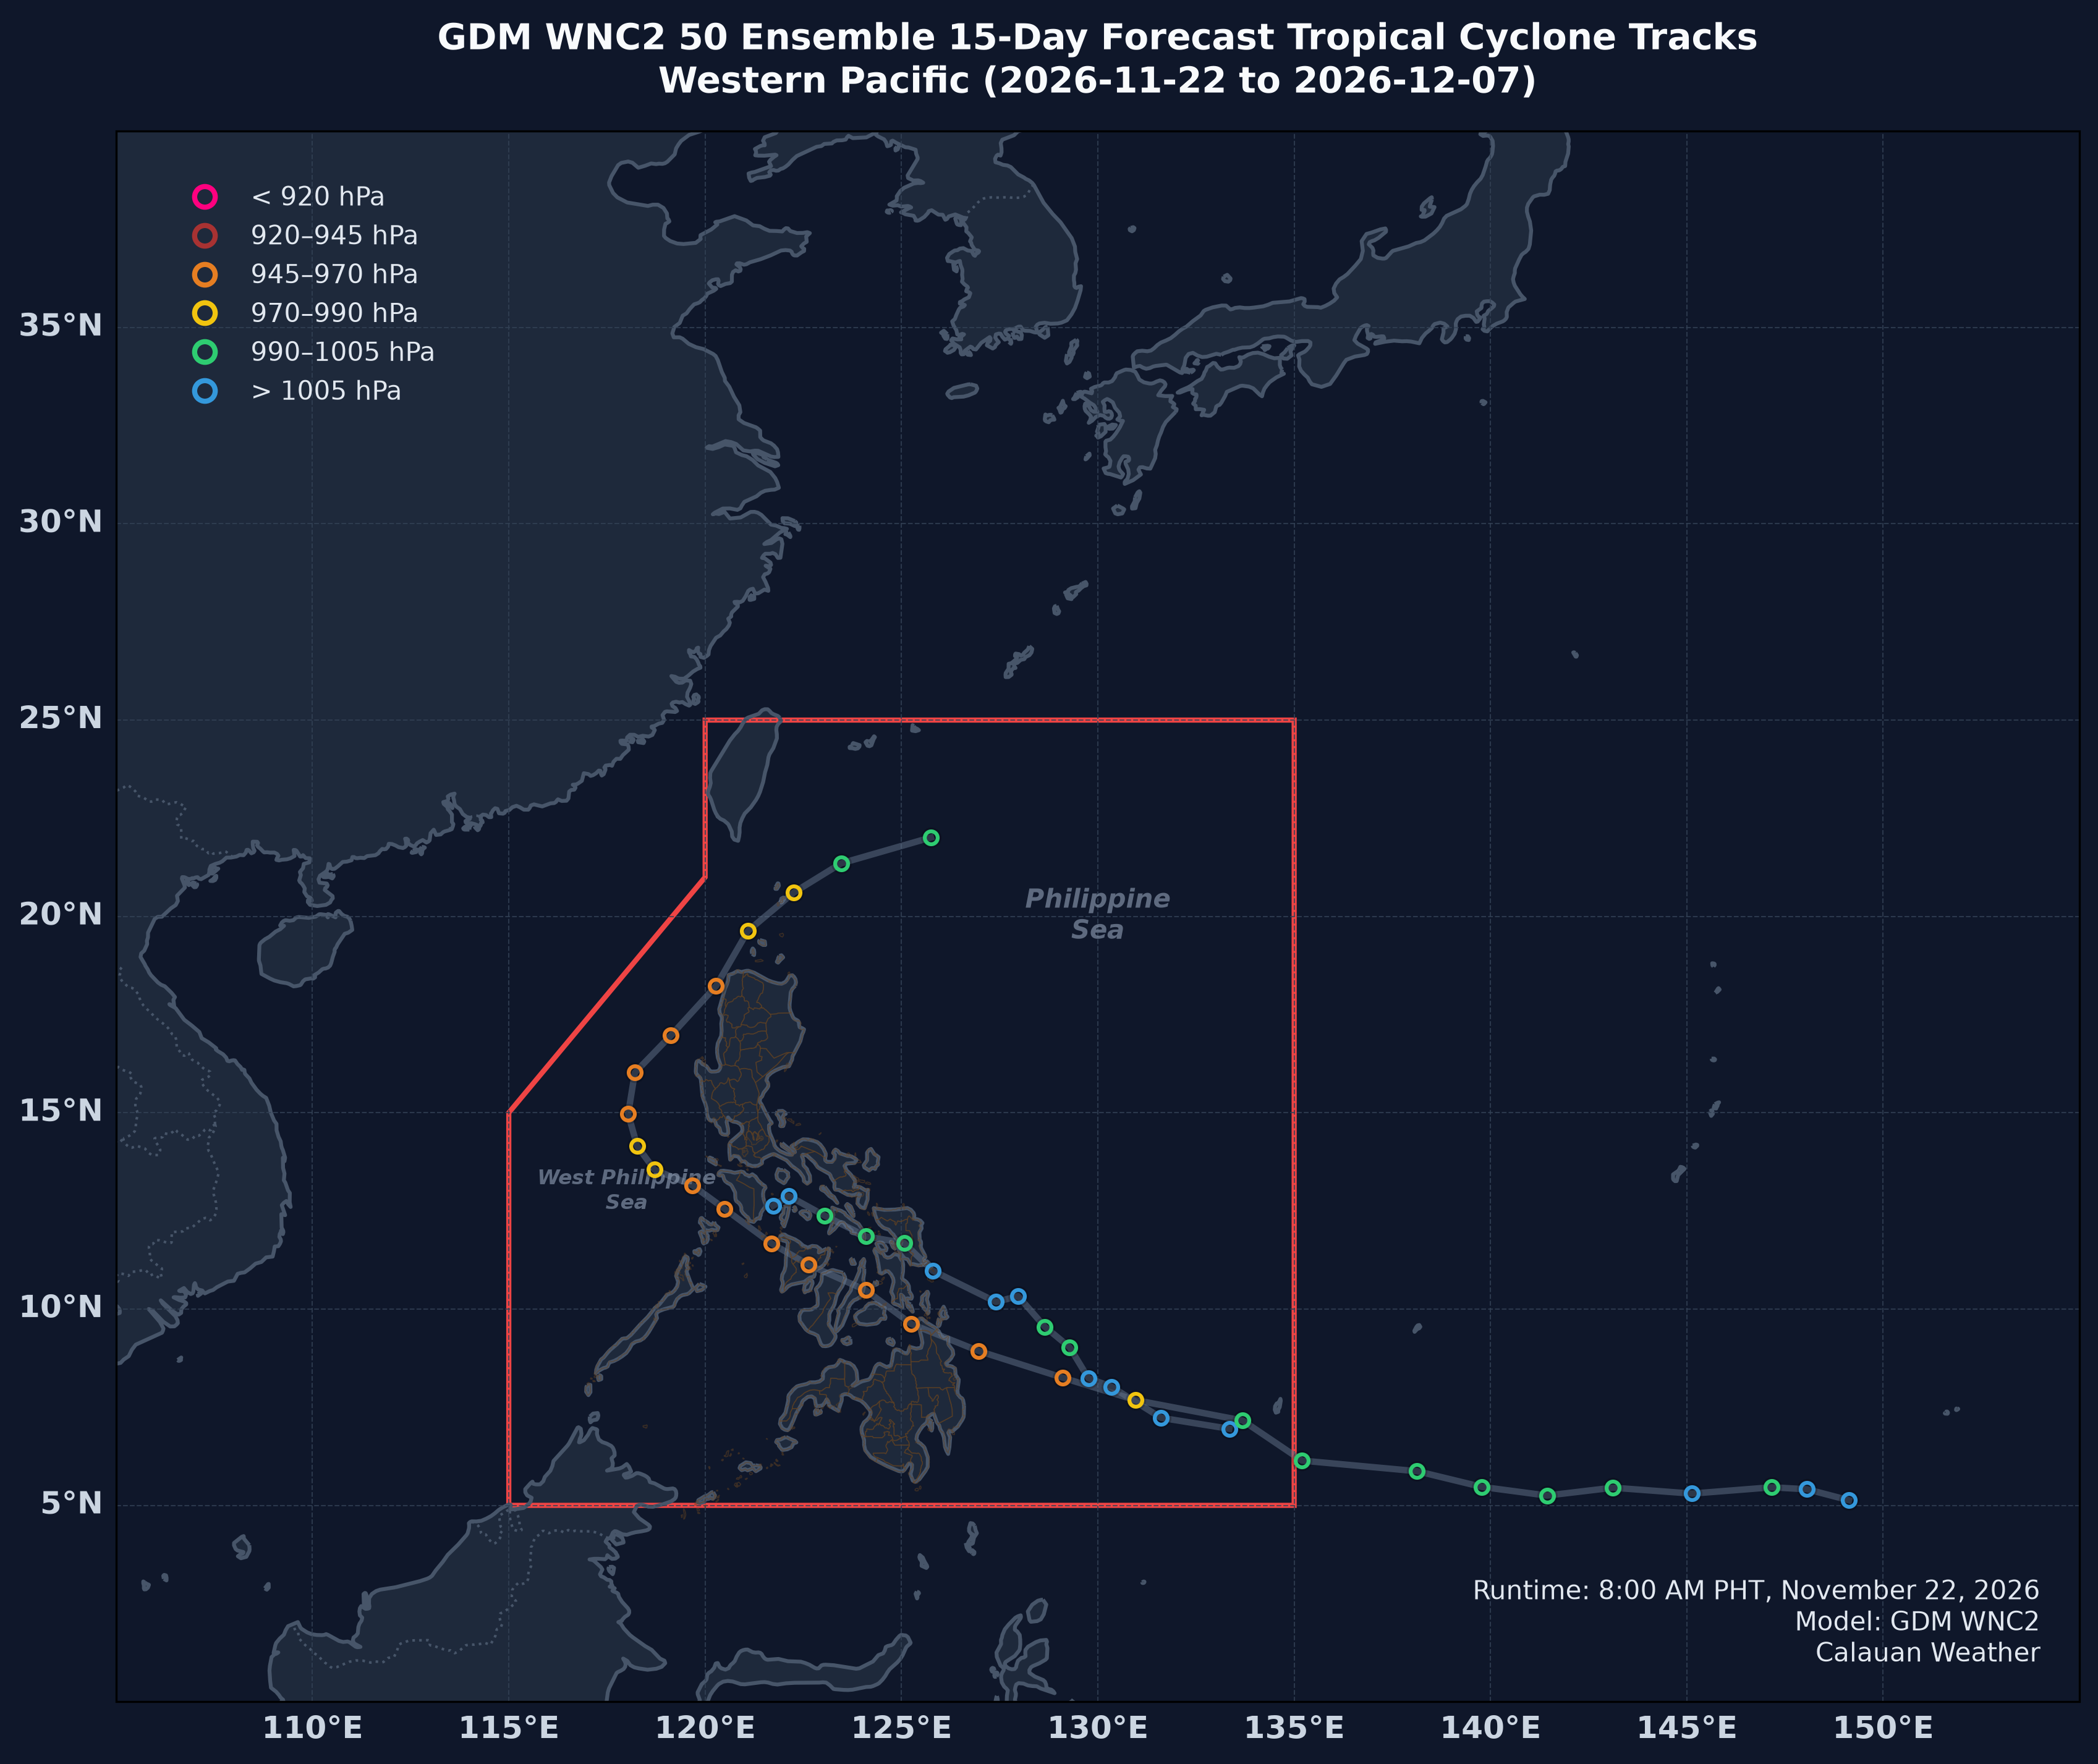 GDM WNC2 50 Ensemble 15-Day Forecast Tropical Cyclone Tracks
Western Pacific (2026-11-22 to 2026-12-07)
< 920 hPa
920–945 hPa
945–970 hPa
970–990 hPa
990–1005 hPa
> 1005 hPa
35°N
30°N
25°N
20°N
15°N
10°N
5°N
Philippine
Sea
West Philippine
Sea
Runtime: 8:00 AM PHT, November 22, 2026
Model: GDM WNC2
Calauan Weather
110°E
115°E
120°E
125°E
130°E
135°E
140°E
145°E
150°E